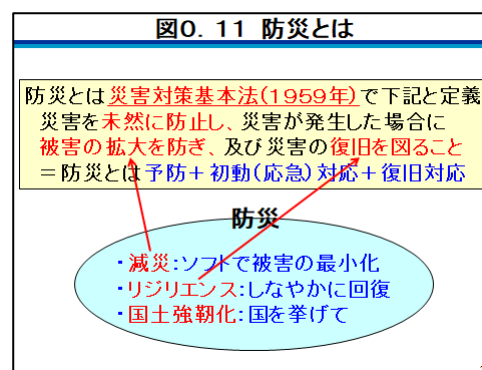 図0.11 防災とは
防災とは災害対策基本法(1959年)で下記と定義
災害を未然に防止し、災害が発生した場合に
被害の拡大を防ぎ、及び災害の復旧を図ること
＝防災とは予防＋初動(応急)対応＋復旧対応
防災
・減災:ソフトで被害の最小化
・リジリエンス:しなやかに回復
・国土強靭化:国を挙げて